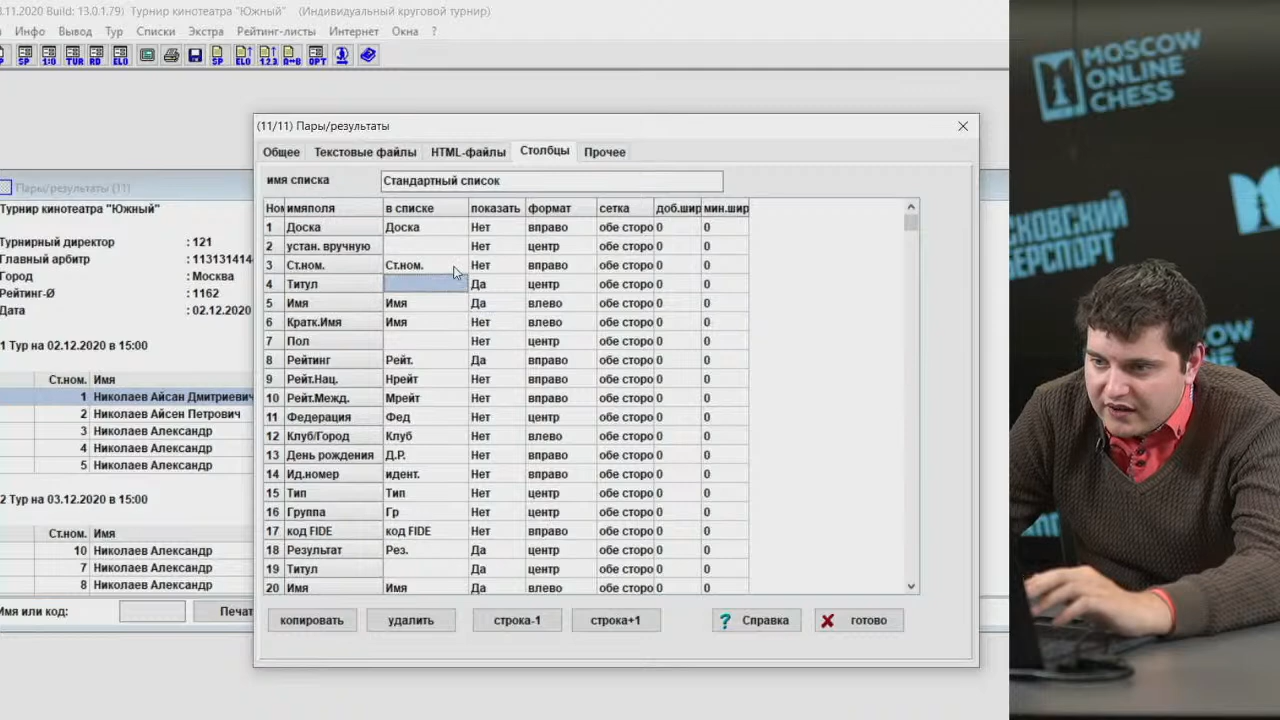 3.11.2020 Build: 13.0.1.79) Турнир кинотеатра "Южный" (Индивидуальный круговой турнир)
Инфо Вывод Тур Списки Экстра Рейтинг-листы Интернет Окна ?
SP 1:0 TUR RD ELO SP ELO 1.2.3 A↔B OPT
Пары/результаты (11)
Турнир кинотеатра "Южный"
Турнирный директор : 121
Главный арбитр : 113131414
Город : Москва
Рейтинг-Ø : 1162
Дата : 02.12.2020
1 Тур на 02.12.2020 в 15:00
Ст.ном. Имя
1 Николаев Айсан Дмитриевич
2 Николаев Айсен Петрович
3 Николаев Александр
4 Николаев Александр
5 Николаев Александр
2 Тур на 03.12.2020 в 15:00
Ст.ном. Имя
10 Николаев Александр
7 Николаев Александр
8 Николаев Александр
Имя или код: Печат
(11/11) Пары/результаты
Общее Текстовые файлы HTML-файлы Столбцы Прочее
имя списка Стандартный список
Ном имяполя в списке показать формат сетка доб.шир мин.шир
1 Доска Доска Нет вправо обе сторо 0 0
2 устан. вручную Нет центр обе сторо 0 0
3 Ст.ном. Ст.ном. Нет вправо обе сторо 0 0
4 Титул Да центр обе сторо 0 0
5 Имя Имя Да влево обе сторо 0 0
6 Кратк.Имя Имя Нет влево обе сторо 0 0
7 Пол Нет центр обе сторо 0 0
8 Рейтинг Рейт. Да вправо обе сторо 0 0
9 Рейт.Нац. Нрейт Нет вправо обе сторо 0 0
10 Рейт.Межд. Мрейт Нет вправо обе сторо 0 0
11 Федерация Фед Нет центр обе сторо 0 0
12 Клуб/Город Клуб Нет влево обе сторо 0 0
13 День рождения Д.Р. Нет вправо обе сторо 0 0
14 Ид.номер идент. Нет вправо обе сторо 0 0
15 Тип Тип Нет центр обе сторо 0 0
16 Группа Гр Нет центр обе сторо 0 0
17 код FIDE код FIDE Нет вправо обе сторо 0 0
18 Результат Рез. Да центр обе сторо 0 0
19 Титул Да центр обе сторо 0 0
20 Имя Имя Да влево обе сторо 0 0
копировать удалить строка-1 строка+1 ? Справка готово
MOSCOW
ONLINE
CHESS
СКОВСКИЙ
БЕРСПОРТ